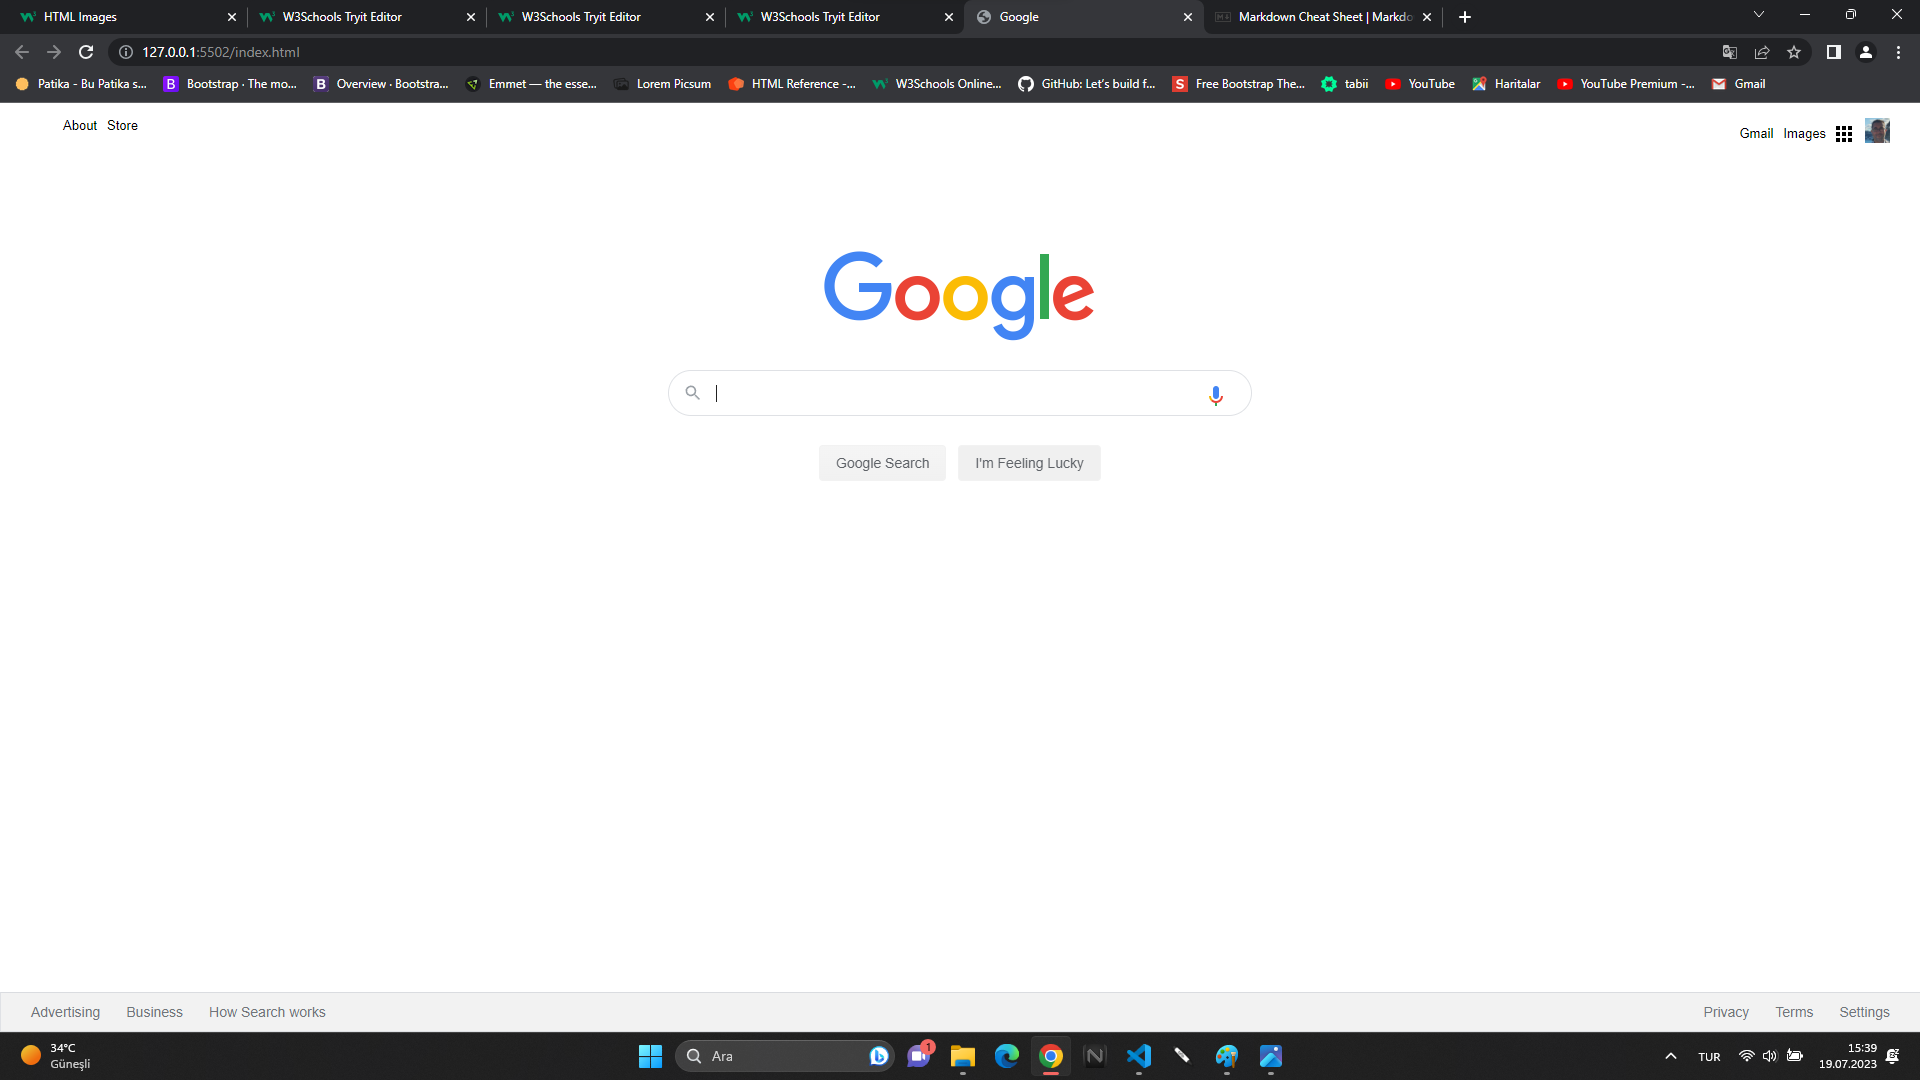 HTML Images
W3Schools Tryit Editor
W3Schools Tryit Editor
W3Schools Tryit Editor
Google
Markdown Cheat Sheet | Markdo
127.0.0.1:5502/index.html
Patika - Bu Patika s...
Bootstrap · The mo...
Overview · Bootstra...
Emmet — the esse...
Lorem Picsum
HTML Reference -...
W3Schools Online...
GitHub: Let's build f...
Free Bootstrap The...
tabii
YouTube
Haritalar
YouTube Premium -...
Gmail
About Store
Gmail Images
Google
Google Search
I'm Feeling Lucky
Advertising Business How Search works
Privacy Terms Settings
34°C
Güneşli
Ara
1
TUR
15:39
19.07.2023